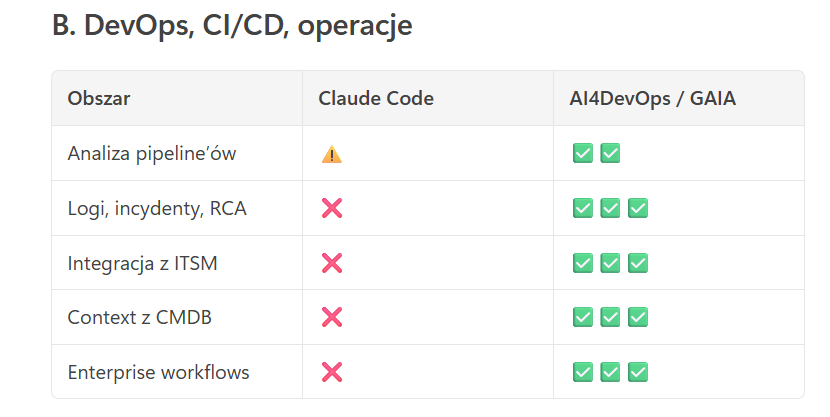 B. DevOps, CI/CD, operacje
Obszar Claude Code AI4DevOps / GAIA
Analiza pipeline’ów ⚠️ ✅ ✅
Logi, incydenty, RCA ❌ ✅ ✅ ✅
Integracja z ITSM ❌ ✅ ✅ ✅
Context z CMDB ❌ ✅ ✅ ✅
Enterprise workflows ❌ ✅ ✅ ✅